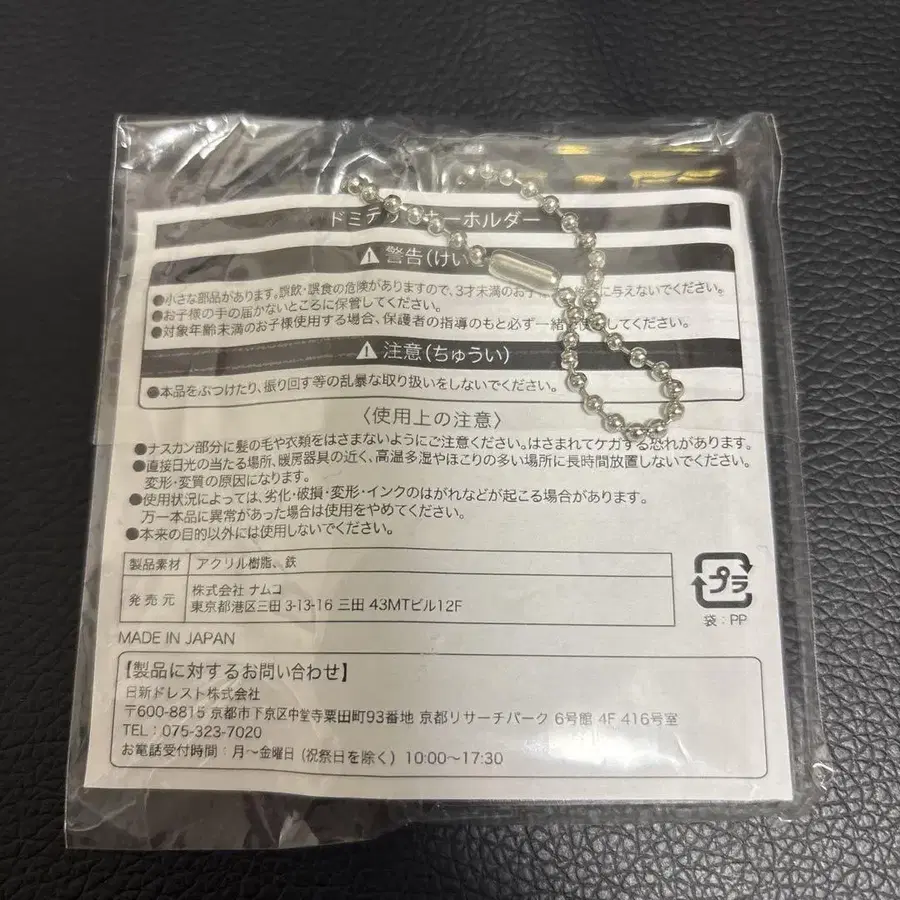 ドミテリアキーホルダー
警告(けい
●小さな部品があります。誤飲・誤食の危険がありますので、3才未満のお子 に与えないでください。
●お子様の手の届かないところに保管してください。
●対象年齢未満のお子様使用する場合、保護者の指導のもと必ず一緒 使用してください。
注意(ちゅうい)
●本品をぶつけたり、振り回す等の乱暴な取り扱いをしないでください。
〈使用上の注意〉
●ナスカン部分に髪の毛や衣類をはさまないようにご注意ください。はさまれてケガする恐れがあります。
●直接日光の当たる場所、暖房器具の近く、高温多湿やほこりの多い場所に長時間放置しないでください。
変形・変質の原因になります。
●使用状況によっては、劣化・破損・変形・インクのはがれなどが起こる場合があります。
万一本品に異常があった場合は使用をやめてください。
●本来の目的以外には使用しないでください。
製品素材 アクリル樹脂、鉄
発売元 株式会社 ナムコ
東京都港区三田 3-13-16 三田 43MTビル12F
プラ
袋:PP
MADE IN JAPAN
【製品に対するお問い合わせ】
日新ドレスト株式会社
〒600-8815 京都市下京区中堂寺粟田町93番地 京都リサーチパーク 6号館 4F 416号室
TEL:075-323-7020
お電話受付時間:月〜金曜日 (祝祭日を除く) 10:00〜17:30